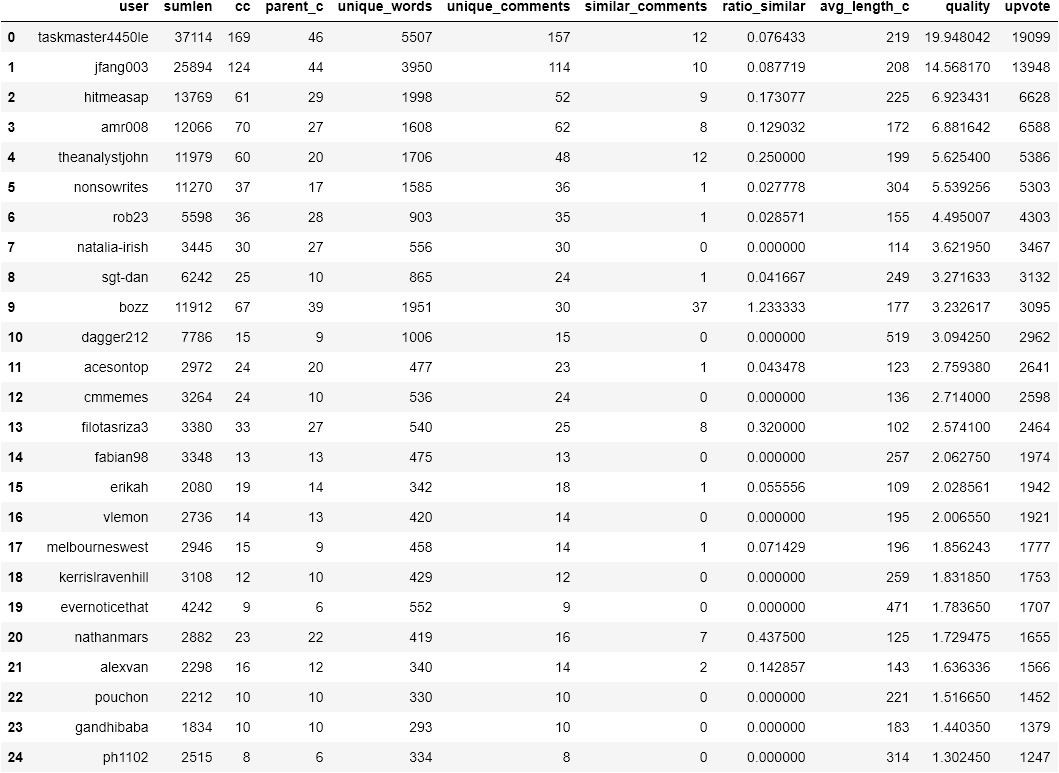 user sumlen cc parent_c unique_words unique_comments similar_comments ratio_similar avg_length_c quality upvote
0 taskmaster4450le 37114 169 46 5507 157 12 0.076433 219 19.948042 19099
1 jfang003 25894 124 44 3950 114 10 0.087719 208 14.568170 13948
2 hitmeasap 13769 61 29 1998 52 9 0.173077 225 6.923431 6628
3 amr008 12066 70 27 1608 62 8 0.129032 172 6.881642 6588
4 theanalystjohn 11979 60 20 1706 48 12 0.250000 199 5.625400 5386
5 nonsowrites 11270 37 17 1585 36 1 0.027778 304 5.539256 5303
6 rob23 5598 36 28 903 35 1 0.028571 155 4.495007 4303
7 natalia-irish 3445 30 27 556 30 0 0.000000 114 3.621950 3467
8 sgt-dan 6242 25 10 865 24 1 0.041667 249 3.271633 3132
9 bozz 11912 67 39 1951 30 37 1.233333 177 3.232617 3095
10 dagger212 7786 15 9 1006 15 0 0.000000 519 3.094250 2962
11 acesontop 2972 24 20 477 23 1 0.043478 123 2.759380 2641
12 cmmemes 3264 24 10 536 24 0 0.000000 136 2.714000 2598
13 filotasriza3 3380 33 27 540 25 8 0.320000 102 2.574100 2464
14 fabian98 3348 13 13 475 13 0 0.000000 257 2.062750 1974
15 erikah 2080 19 14 342 18 1 0.055556 109 2.028561 1942
16 vlemon 2736 14 13 420 14 0 0.000000 195 2.006550 1921
17 melbourneswest 2946 15 9 458 14 1 0.071429 196 1.856243 1777
18 kerrislravenhill 3108 12 10 429 12 0 0.000000 259 1.831850 1753
19 evernoticethat 4242 9 6 552 9 0 0.000000 471 1.783650 1707
20 nathanmars 2882 23 22 419 16 7 0.437500 125 1.729475 1655
21 alexvan 2298 16 12 340 14 2 0.142857 143 1.636336 1566
22 pouchon 2212 10 10 330 10 0 0.000000 221 1.516650 1452
23 gandhibaba 1834 10 10 293 10 0 0.000000 183 1.440350 1379
24 ph1102 2515 8 6 334 8 0 0.000000 314 1.302450 1247